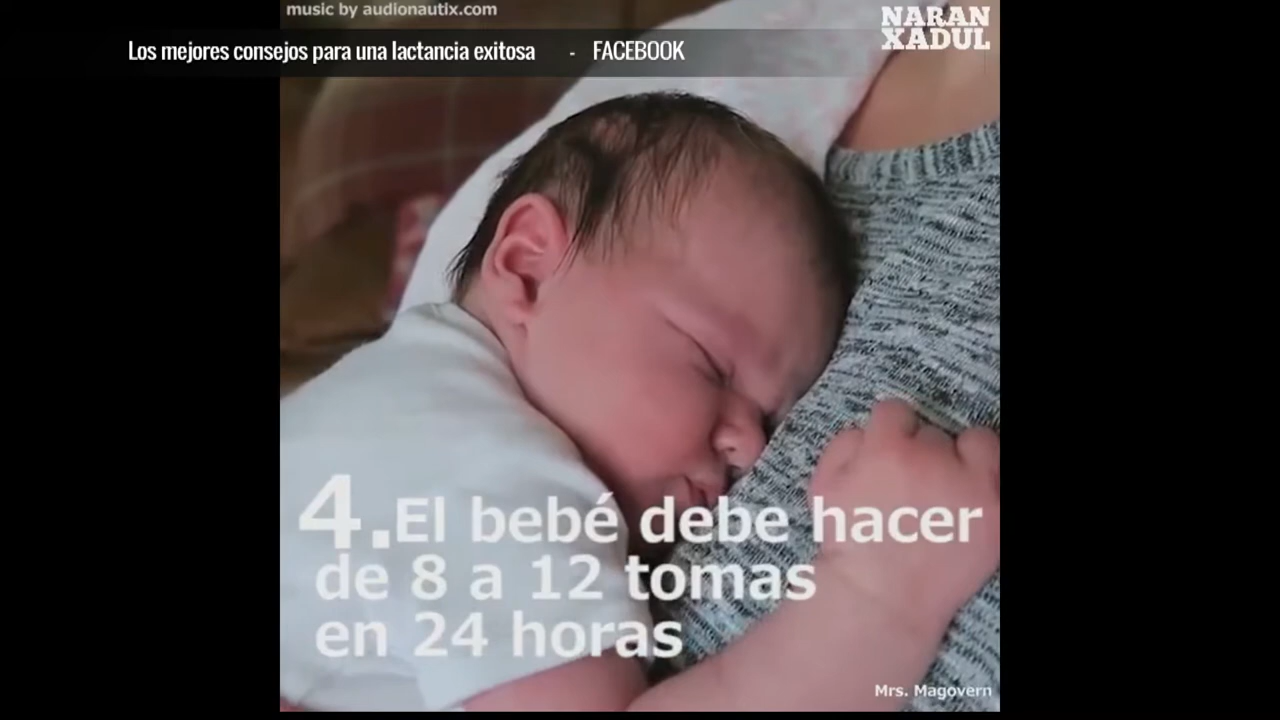 music by audionautix.com
NARAN
XADUL
Los mejores consejos para una lactancia exitosa - FACEBOOK
4.El bebé debe hacer
de 8 a 12 tomas
en 24 horas
Mrs. Magovern